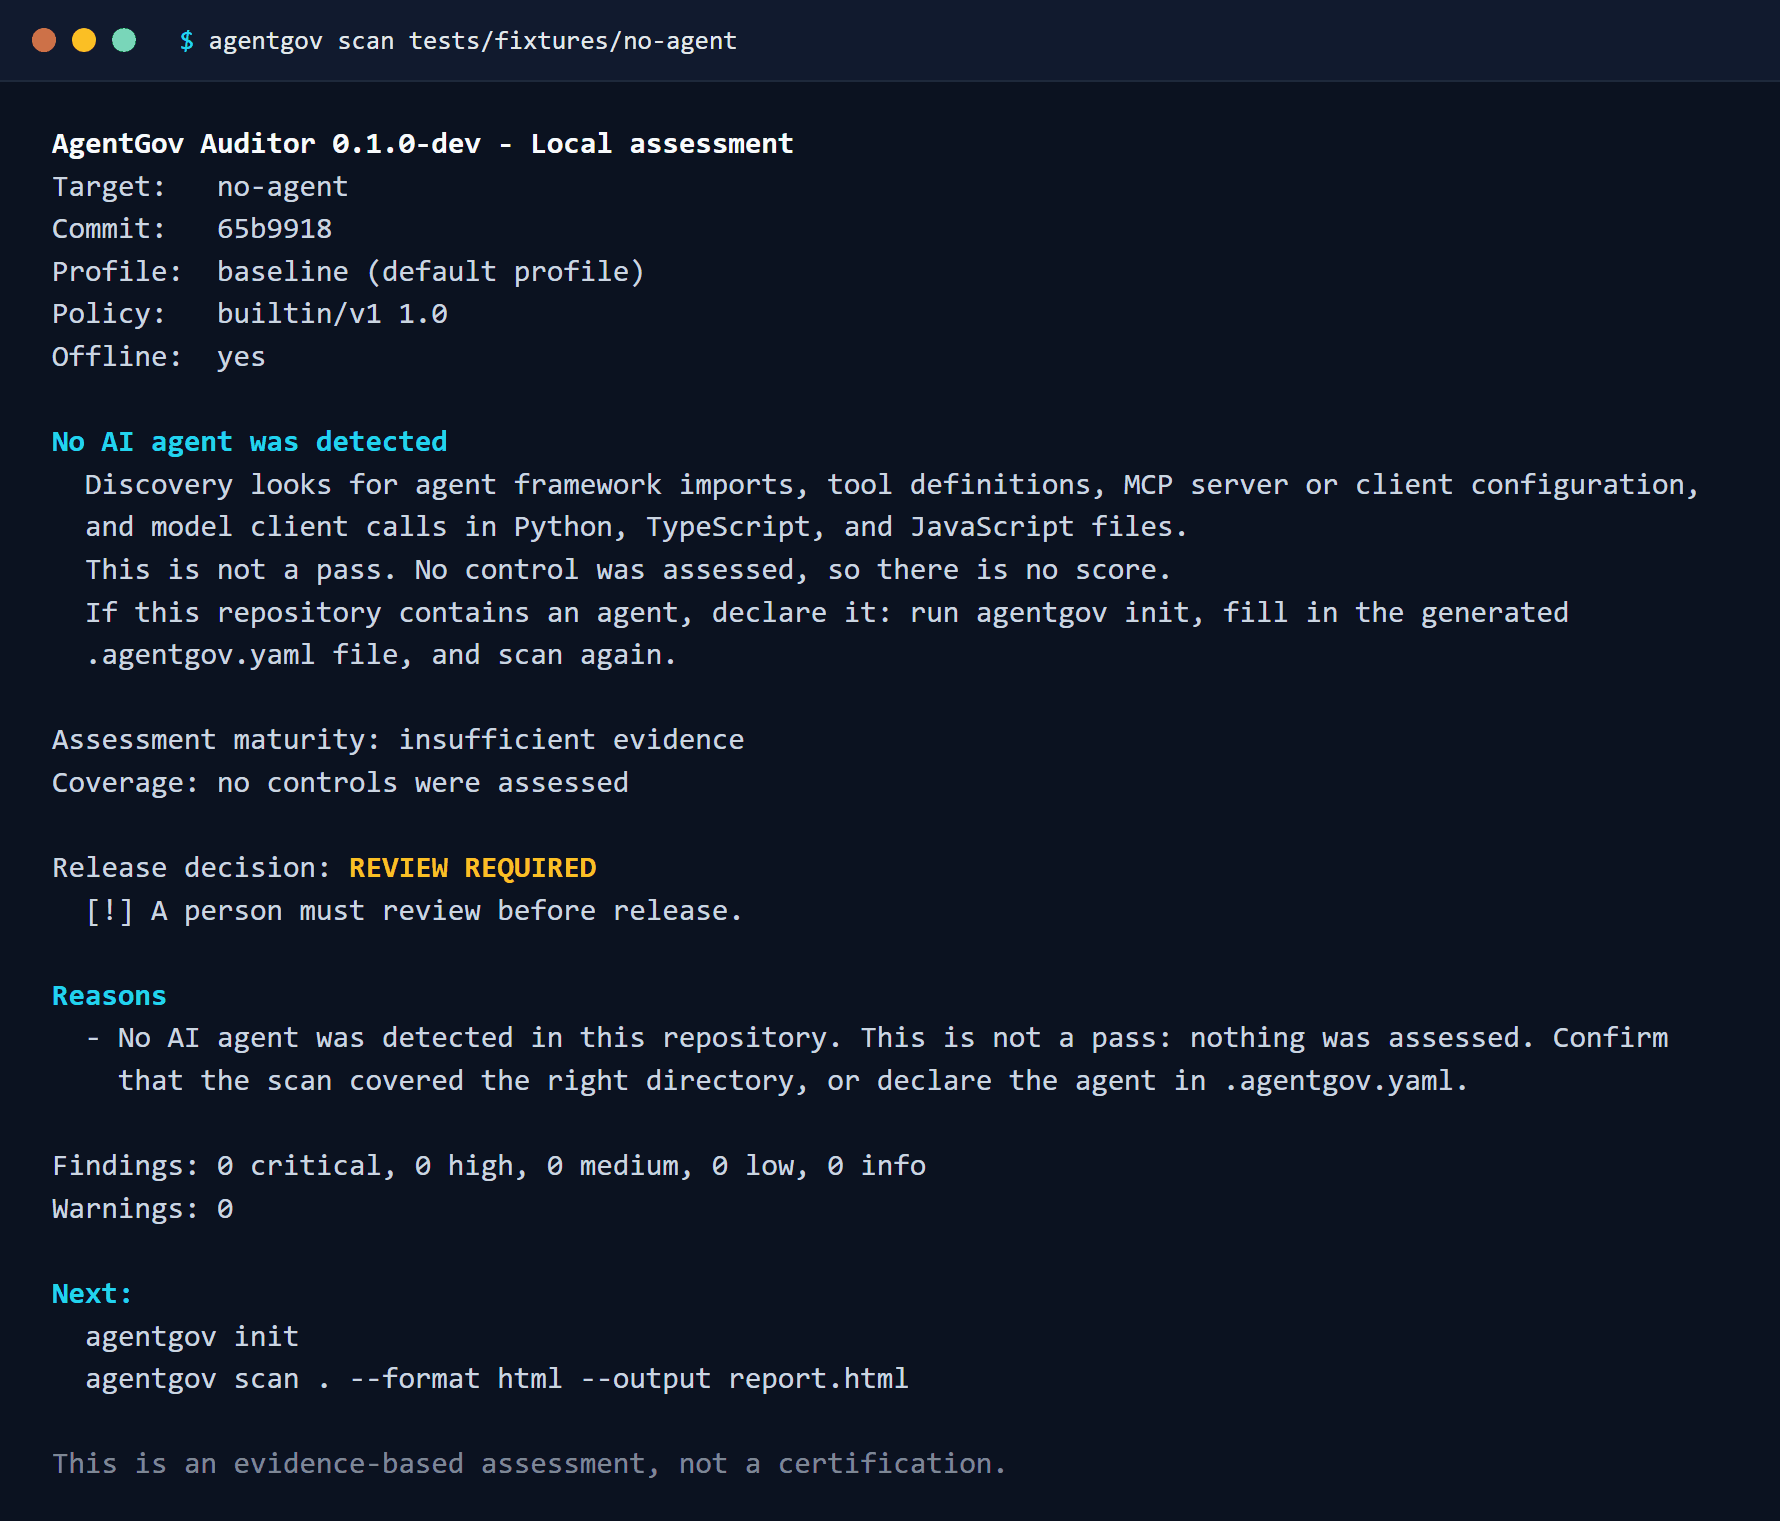 $ agentgov scan tests/fixtures/no-agent
AgentGov Auditor 0.1.0-dev - Local assessment
Target:   no-agent
Commit:   65b9918
Profile:  baseline (default profile)
Policy:   builtin/v1 1.0
Offline:  yes
No AI agent was detected
Discovery looks for agent framework imports, tool definitions, MCP server or client configuration,
and model client calls in Python, TypeScript, and JavaScript files.
This is not a pass. No control was assessed, so there is no score.
If this repository contains an agent, declare it: run agentgov init, fill in the generated
.agentgov.yaml file, and scan again.
Assessment maturity: insufficient evidence
Coverage: no controls were assessed
Release decision: REVIEW REQUIRED
[!] A person must review before release.
Reasons
- No AI agent was detected in this repository. This is not a pass: nothing was assessed. Confirm
that the scan covered the right directory, or declare the agent in .agentgov.yaml.
Findings: 0 critical, 0 high, 0 medium, 0 low, 0 info
Warnings: 0
Next:
agentgov init
agentgov scan . --format html --output report.html
This is an evidence-based assessment, not a certification.